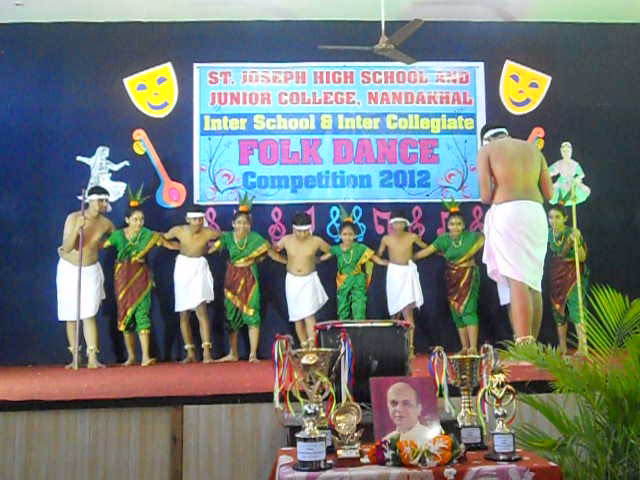 ST. JOSEPH HIGH SCHOOL AND
JUNIOR COLLEGE, NANDAKHAL
Inter School & Inter Collegiate
FOLK DANCE
Competition 2012